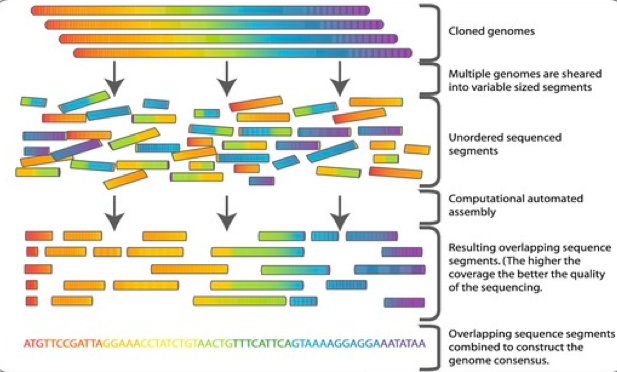 Cloned genomes
Multiple genomes are sheared
into variable sized segments
Unordered sequenced
segments
Computational automated
assembly
Resulting overlapping sequence
segments. (The higher the
coverage the better the quality
of the sequencing.
ATGTTCCGATTAGGAAACCTATCTGTAACTGTTTCATTCAGTAAAAGGAGGAAATATAA
Overlapping sequence segments
combined to construct the
genome consensus.